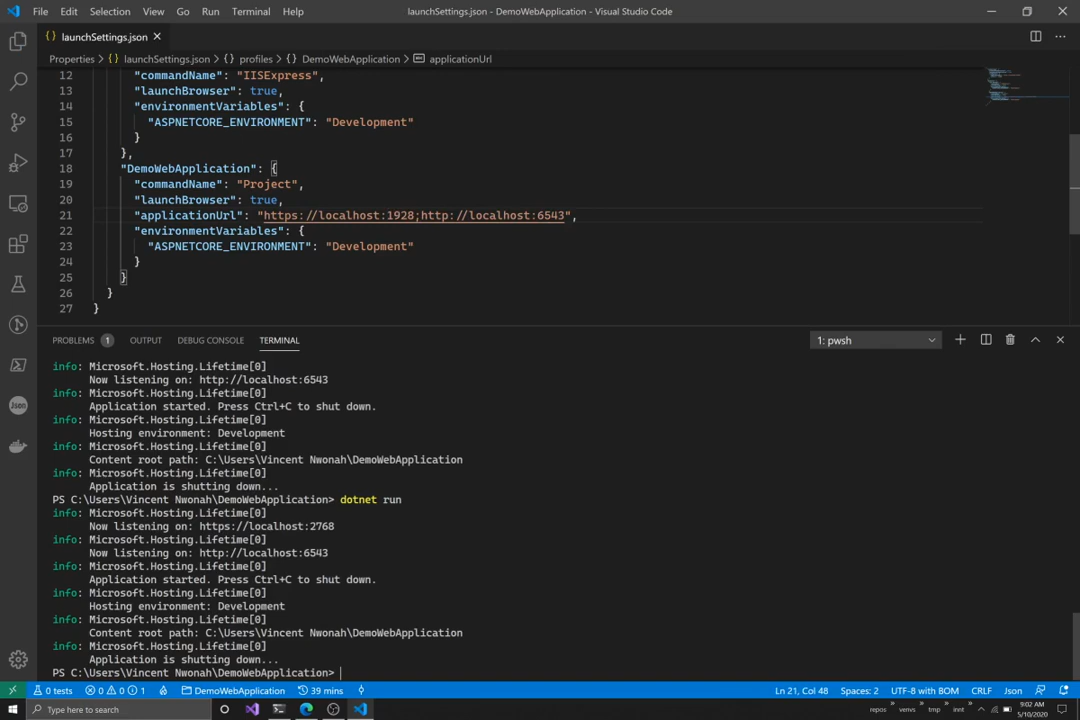 File Edit Selection View Go Run Terminal Help
launchSettings.json - DemoWebApplication - Visual Studio Code
launchSettings.json
Properties > launchSettings.json > profiles > DemoWebApplication > applicationUrl
12 "commandName": "IISExpress",
13 "launchBrowser": true,
14 "environmentVariables": {
15 "ASPNETCORE_ENVIRONMENT": "Development"
16 }
17 },
18 "DemoWebApplication": {
19 "commandName": "Project",
20 "launchBrowser": true,
21 "applicationUrl": "https://localhost:1928;http://localhost:6543",
22 "environmentVariables": {
23 "ASPNETCORE_ENVIRONMENT": "Development"
24 }
25 }
26 }
27 }
PROBLEMS 1 OUTPUT DEBUG CONSOLE TERMINAL
1: pwsh
info: Microsoft.Hosting.Lifetime[0]
Now listening on: http://localhost:6543
info: Microsoft.Hosting.Lifetime[0]
Application started. Press Ctrl+C to shut down.
info: Microsoft.Hosting.Lifetime[0]
Hosting environment: Development
info: Microsoft.Hosting.Lifetime[0]
Content root path: C:\Users\Vincent Nwonah\DemoWebApplication
info: Microsoft.Hosting.Lifetime[0]
Application is shutting down...
PS C:\Users\Vincent Nwonah\DemoWebApplication> dotnet run
info: Microsoft.Hosting.Lifetime[0]
Now listening on: https://localhost:2768
info: Microsoft.Hosting.Lifetime[0]
Now listening on: http://localhost:6543
info: Microsoft.Hosting.Lifetime[0]
Application started. Press Ctrl+C to shut down.
info: Microsoft.Hosting.Lifetime[0]
Hosting environment: Development
info: Microsoft.Hosting.Lifetime[0]
Content root path: C:\Users\Vincent Nwonah\DemoWebApplication
info: Microsoft.Hosting.Lifetime[0]
Application is shutting down...
PS C:\Users\Vincent Nwonah\DemoWebApplication>
Json
0 tests 0 0 1 DemoWebApplication 39 mins
Ln 21, Col 48 Spaces: 2 UTF-8 with BOM CRLF Json
Type here to search
repos venvs tmp innt
9:02 AM
5/10/2020